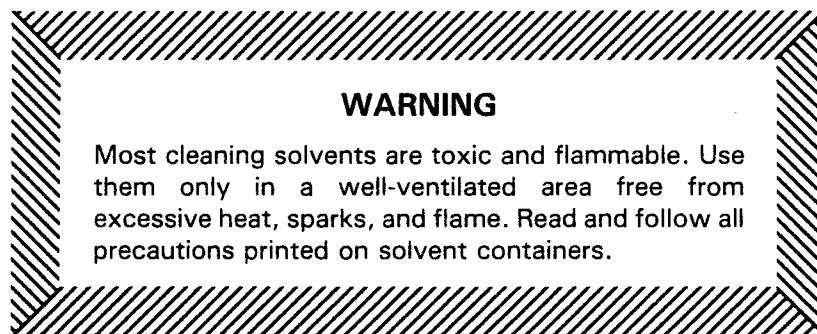 WARNING
Most cleaning solvents are toxic and flammable. Use
them only in a well-ventilated area free from
excessive heat, sparks, and flame. Read and follow all
precautions printed on solvent containers.